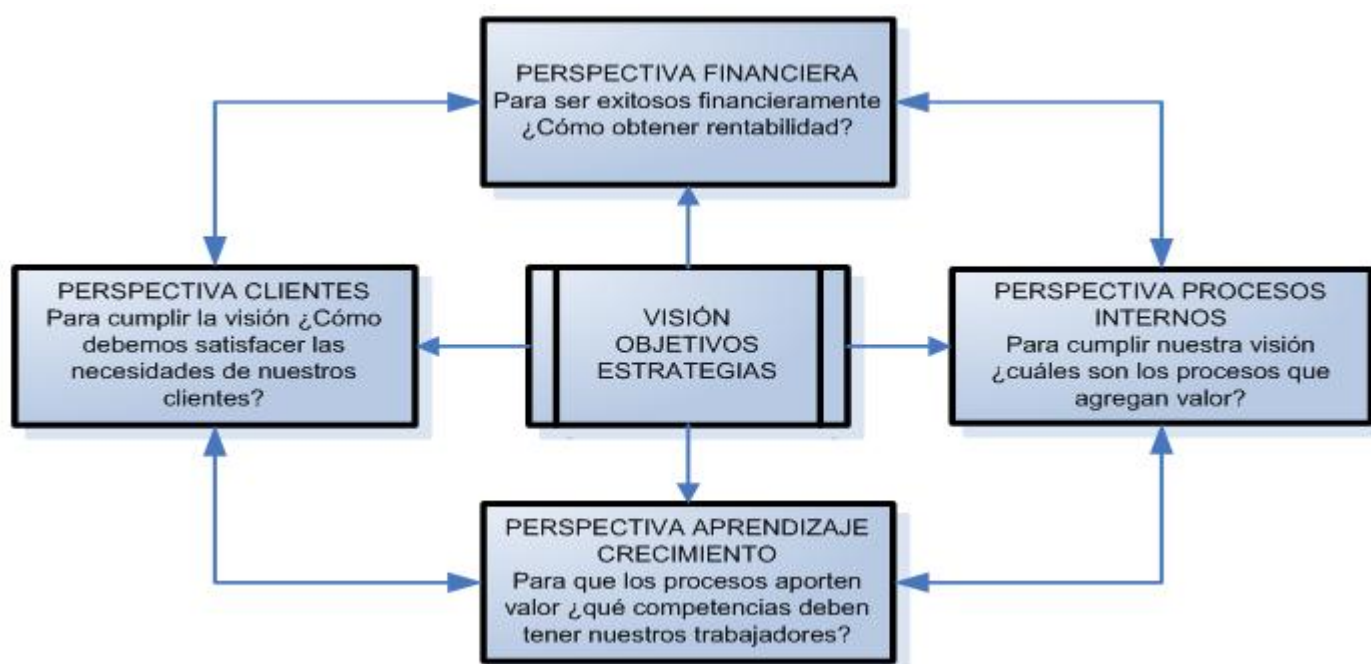 PERSPECTIVA FINANCIERA
Para ser exitosos financieramente
¿Cómo obtener rentabilidad?
PERSPECTIVA CLIENTES
Para cumplir la visión ¿Cómo
debemos satisfacer las
necesidades de nuestros
clientes?
VISIÓN
OBJETIVOS
ESTRATEGIAS
PERSPECTIVA PROCESOS
INTERNOS
Para cumplir nuestra visión
¿cuáles son los procesos que
agregan valor?
PERSPECTIVA APRENDIZAJE
CRECIMIENTO
Para que los procesos aporten
valor ¿qué competencias deben
tener nuestros trabajadores?